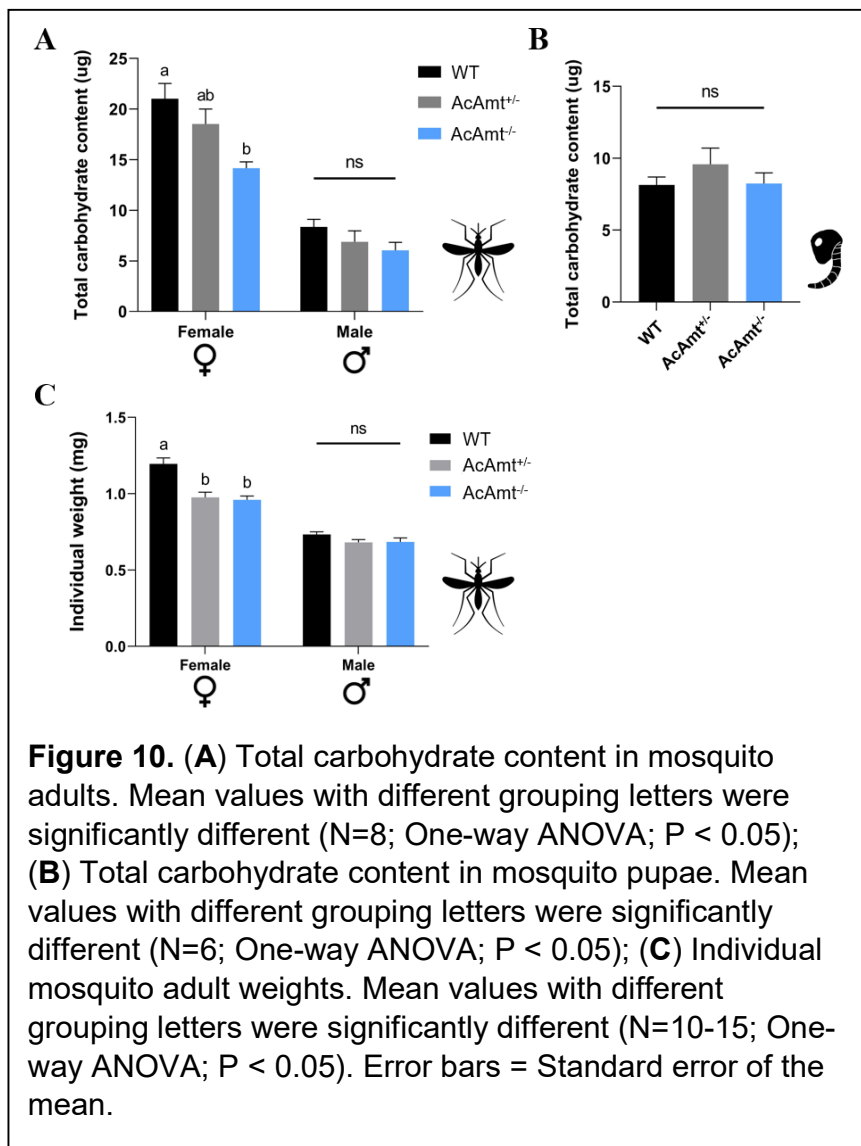 A
Total carbohydrate content (ug)
25
20
15
10
5
0
a
ab
b
ns
Female
Male
♀
♂
WT
AcAmt+/-
AcAmt-/-
B
Total carbohydrate content (ug)
15
10
5
0
ns
WT
AcAmt+/-
AcAmt-/-
C
Individual weight (mg)
1.5
1.0
0.5
0.0
a
b
b
ns
Female
Male
♀
♂
WT
AcAmt+/-
AcAmt-/-
Figure 10. (A) Total carbohydrate content in mosquito
adults. Mean values with different grouping letters were
significantly different (N=8; One-way ANOVA; P < 0.05);
(B) Total carbohydrate content in mosquito pupae. Mean
values with different grouping letters were significantly
different (N=6; One-way ANOVA; P < 0.05); (C) Individual
mosquito adult weights. Mean values with different
grouping letters were significantly different (N=10-15; One-
way ANOVA; P < 0.05). Error bars = Standard error of the
mean.